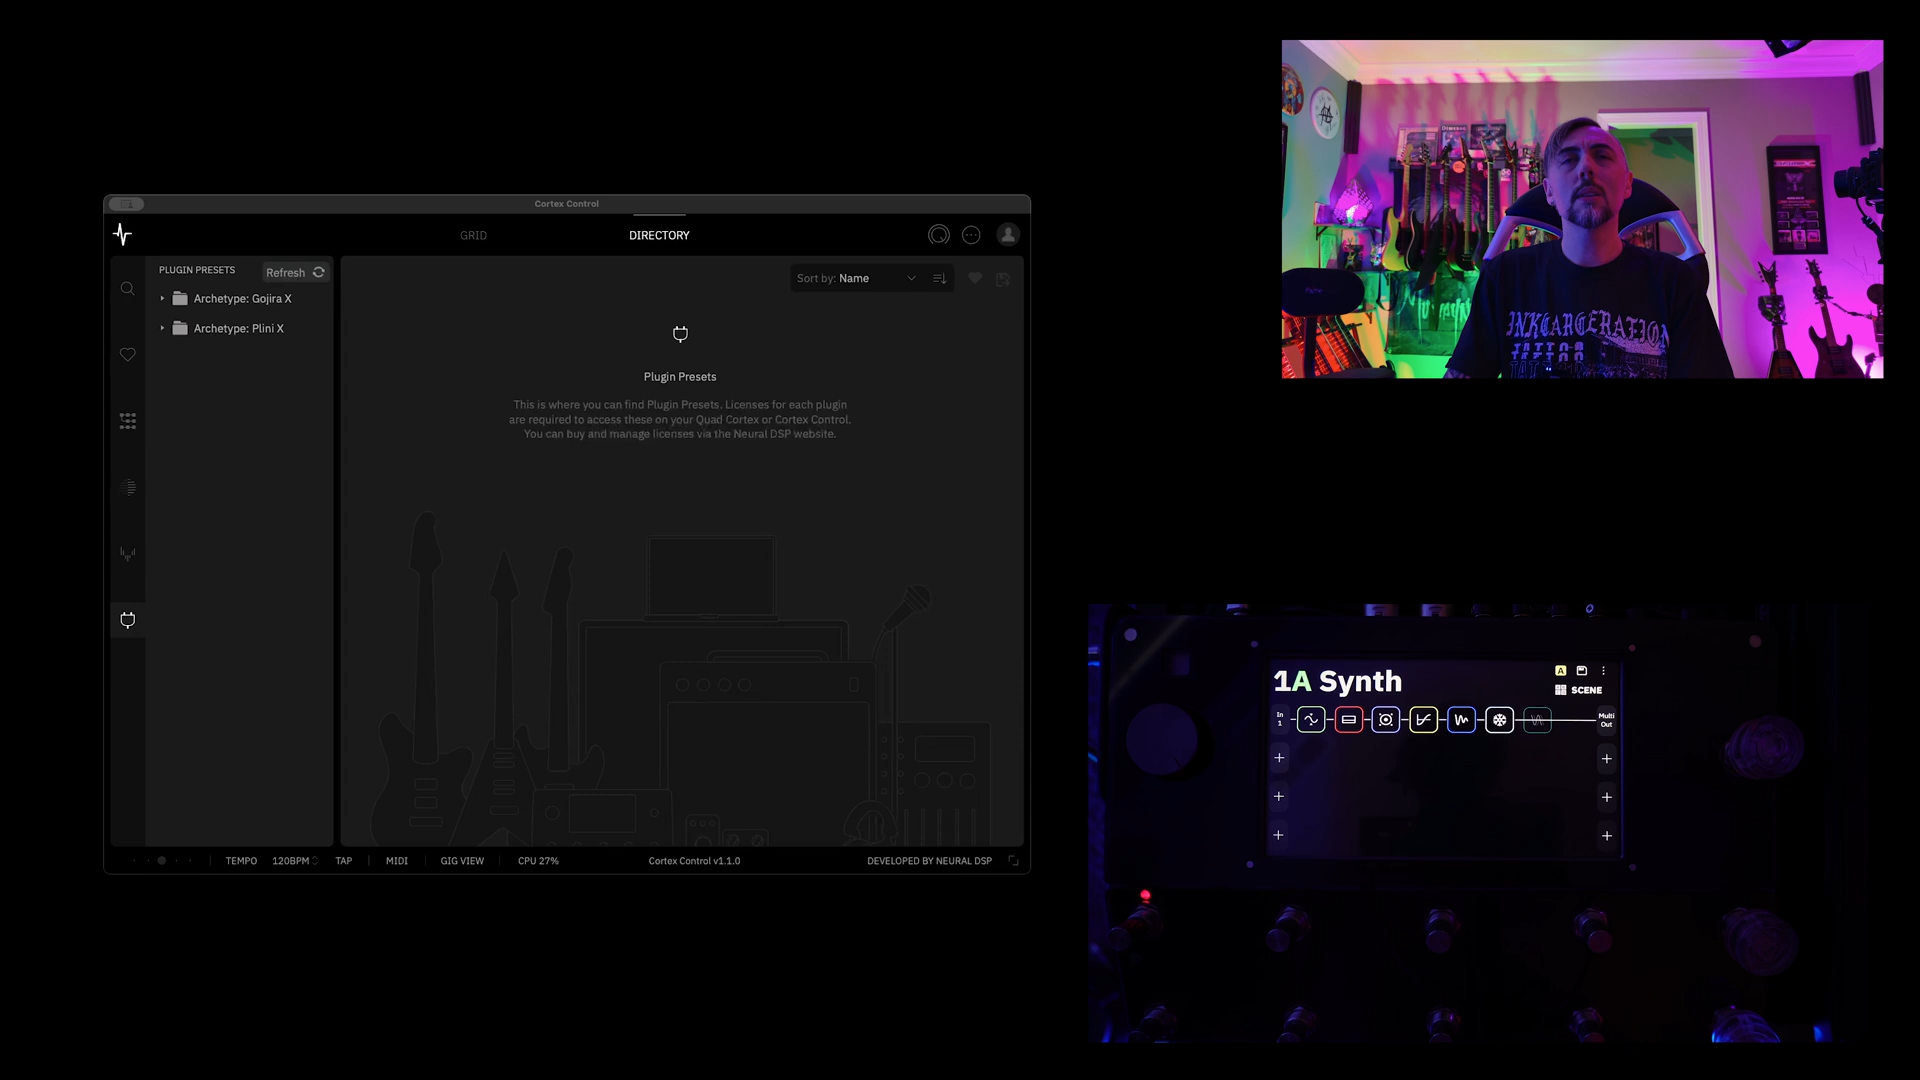 Cortex Control
GRID
DIRECTORY
PLUGIN PRESETS
Refresh
Archetype: Gojira X
Archetype: Plini X
Sort by: Name
Plugin Presets
This is where you can find Plugin Presets. Licenses for each plugin
are required to access these on your Quad Cortex or Cortex Control.
You can buy and manage licenses via the Neural DSP website.
TEMPO
120BPM
TAP
MIDI
GIG VIEW
CPU 27%
Cortex Control v1.1.0
DEVELOPED BY NEURAL DSP
INKCARCERATION
TATTOO
1A Synth
A
SCENE
In
1
Multi
Out